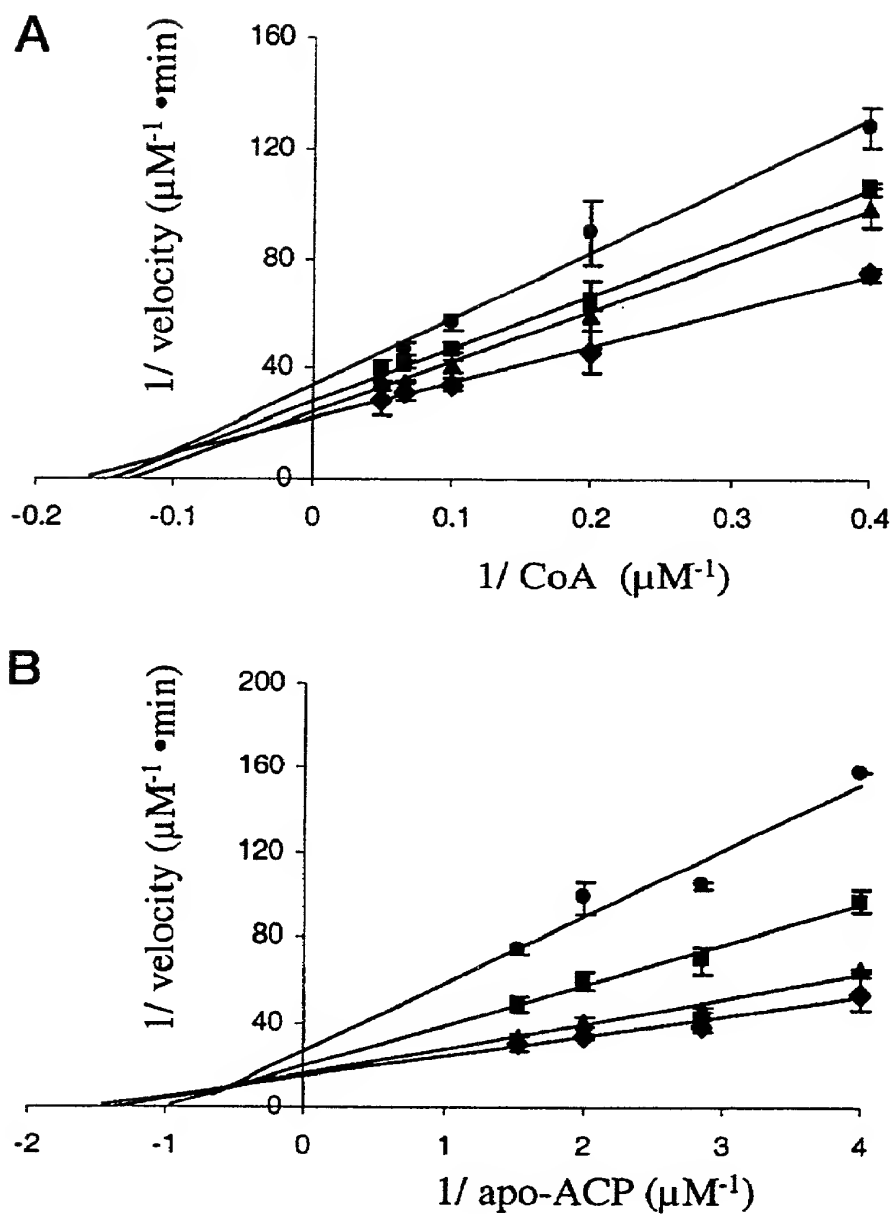 A
1/ velocity (µM⁻¹ •min)
160
120
80
40
0
-0.2 -0.1 0 0.1 0.2 0.3 0.4
1/ CoA (µM⁻¹)
B
1/ velocity (µM⁻¹ •min)
200
160
120
80
40
0
-2 -1 0 1 2 3 4
1/ apo-ACP (µM⁻¹)